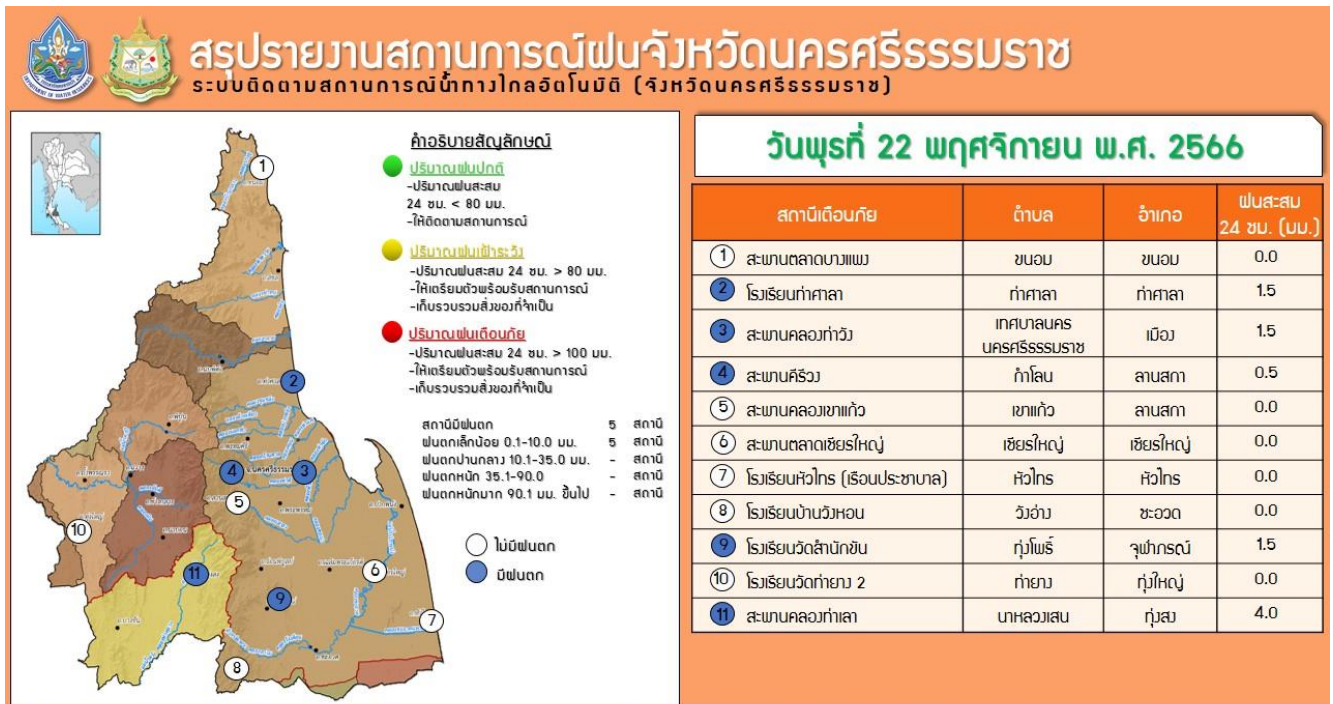 สรุปรายงานสถานการณ์ฝนจังหวัดนครศรีธรรมราช
ระบบติดตามสถานการณ์น้ำทางไกลอัตโนมัติ (จังหวัดนครศรีธรรมราช)
คำอธิบายสัญลักษณ์
ปริมาณฝนปกติ
-ปริมาณฝนสะสม
24 ชม. < 80 มม.
-ให้ติดตามสถานการณ์
ปริมาณฝนเฝ้าระวัง
-ปริมาณฝนสะสม 24 ชม. > 80 มม.
-ให้เตรียมตัวพร้อมรับสถานการณ์
-เก็บรวบรวมสิ่งของที่จำเป็น
ปริมาณฝนเตือนภัย
-ปริมาณฝนสะสม 24 ชม. > 100 มม.
-ให้เตรียมตัวพร้อมรับสถานการณ์
-เก็บรวบรวมสิ่งของที่จำเป็น
สถานีมีฝนตก 5 สถานี
ฝนตกเล็กน้อย 0.1-10.0 มม. 5 สถานี
ฝนตกปานกลาง 10.1-35.0 มม. - สถานี
ฝนตกหนัก 35.1-90.0 - สถานี
ฝนตกหนักมาก 90.1 มม. ขึ้นไป - สถานี
ไม่มีฝนตก
มีฝนตก
1
2
4
3
5
10
6
11
9
7
8
วันพุธที่ 22 พฤศจิกายน พ.ศ. 2566
สถานีเตือนภัย ตำบล อำเภอ ฝนสะสม
24 ชม. (มม.)
1 สะพานตลาดบางแพง ขนอม ขนอม 0.0
2 โรงเรียนท่าศาลา ท่าศาลา ท่าศาลา 1.5
3 สะพานคลองท่าวัง เทศบาลนคร
นครศรีธรรมราช เมือง 1.5
4 สะพานคีรีวง กำโลน ลานสกา 0.5
5 สะพานคลองเขาแก้ว เขาแก้ว ลานสกา 0.0
6 สะพานตลาดเชียรใหญ่ เชียรใหญ่ เชียรใหญ่ 0.0
7 โรงเรียนหัวไทร (เรือนประชาบาล) หัวไทร หัวไทร 0.0
8 โรงเรียนบ้านวังหอน วังอ่าง ชะอวด 0.0
9 โรงเรียนวัดสำนักขัน ทุ่งโพธิ์ จุฬาภรณ์ 1.5
10 โรงเรียนวัดท่ายาง 2 ท่ายาง ทุ่งใหญ่ 0.0
11 สะพานคลองท่าเลา นาหลวงเสน ทุ่งสง 4.0